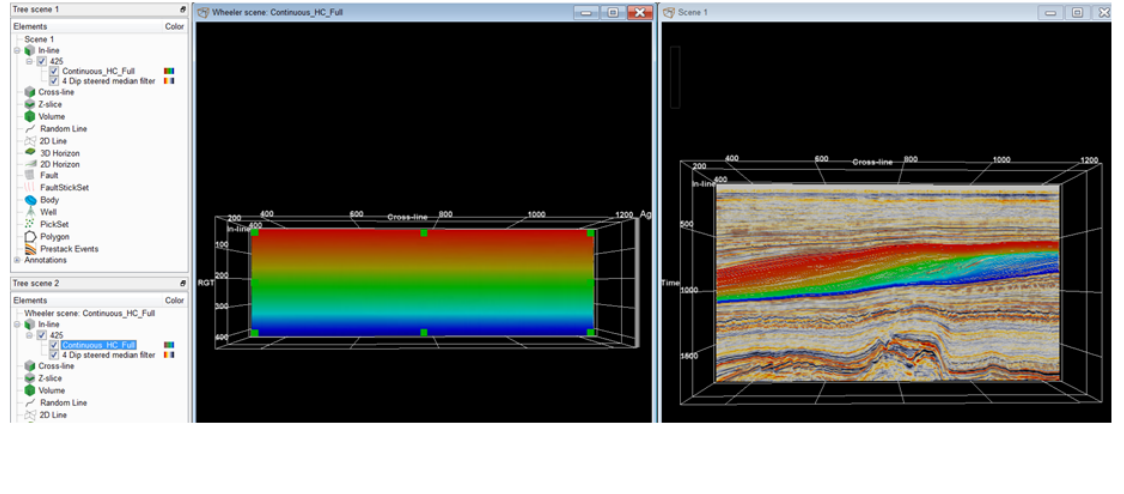 Tree scene 1
Elements Color
Scene 1
In-line
425
Continuous_HC_Full
4 Dip steered median filter
Cross-line
Z-slice
Volume
Random Line
2D Line
3D Horizon
2D Horizon
Fault
FaultStickSet
Body
Well
PickSet
Polygon
Prestack Events
Annotations
Tree scene 2
Elements Color
Wheeler scene: Continuous_HC_Full
In-line
425
Continuous_HC_Full
4 Dip steered median filter
Cross-line
Z-slice
Volume
Random Line
2D Line
Wheeler scene: Continuous_HC_Full
200 400 600 Cross-line 800 1000 1200 Ag
In-line 400
100
200
RGT
300
400
Scene 1
200 400 600 Cross-line 800 1000 1200
In-line 400
500
Time
1000
1500